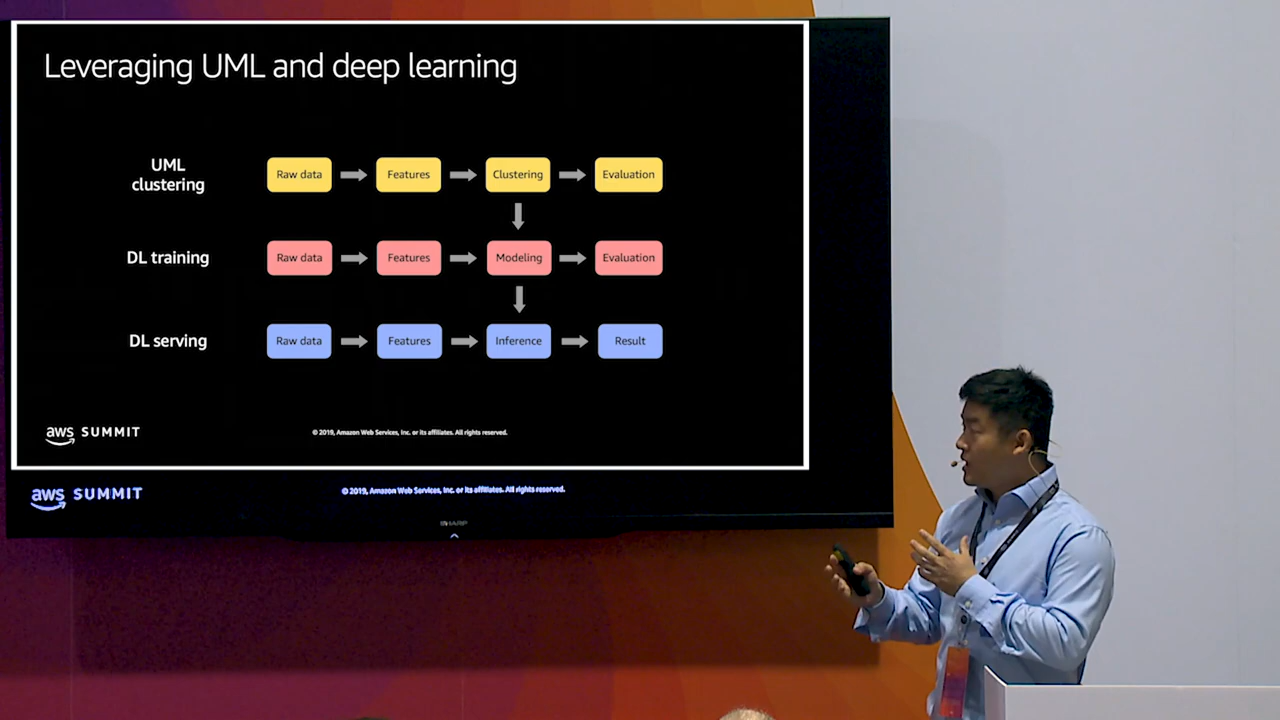 Leveraging UML and deep learning
UML
clustering
Raw data
Features
Clustering
Evaluation
DL training
Raw data
Features
Modeling
Evaluation
DL serving
Raw data
Features
Inference
Result
aws SUMMIT
© 2019, Amazon Web Services, Inc. or its affiliates. All rights reserved.
aws SUMMIT
© 2019, Amazon Web Services, Inc. or its affiliates. All rights reserved.
SHARP